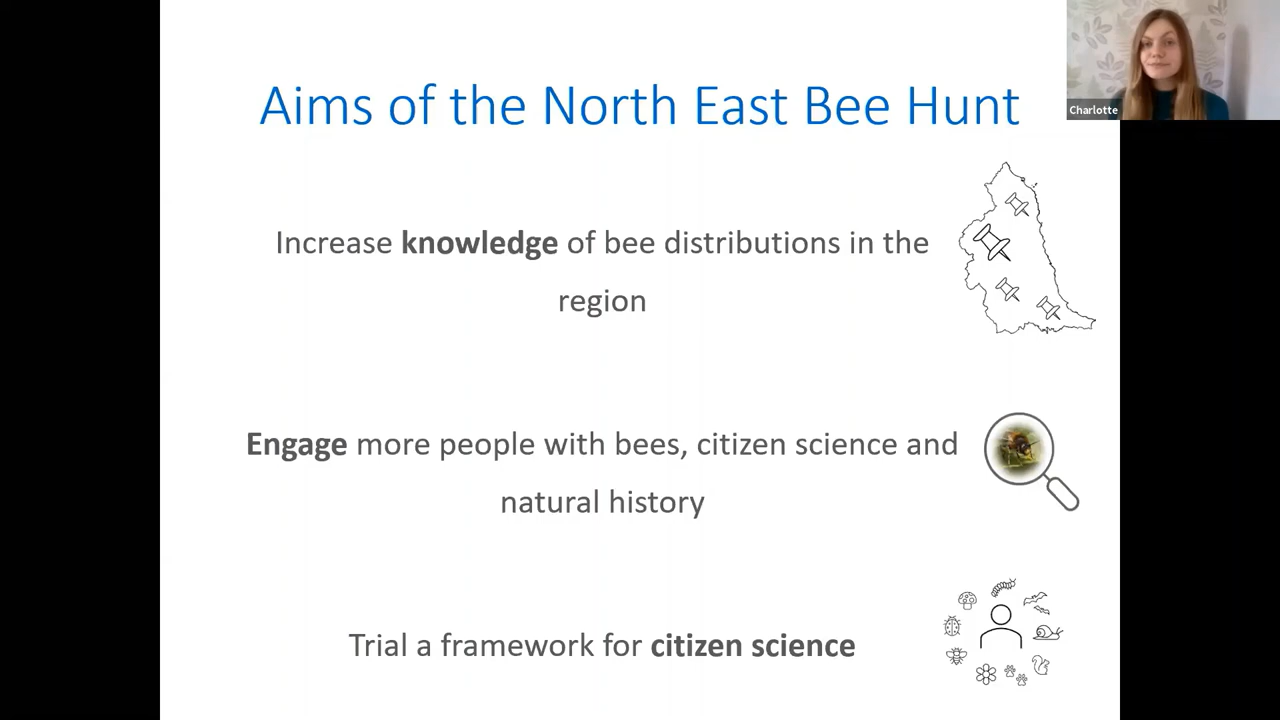 Aims of the North East Bee Hunt
Charlotte
Increase knowledge of bee distributions in the
region
Engage more people with bees, citizen science and
natural history
Trial a framework for citizen science